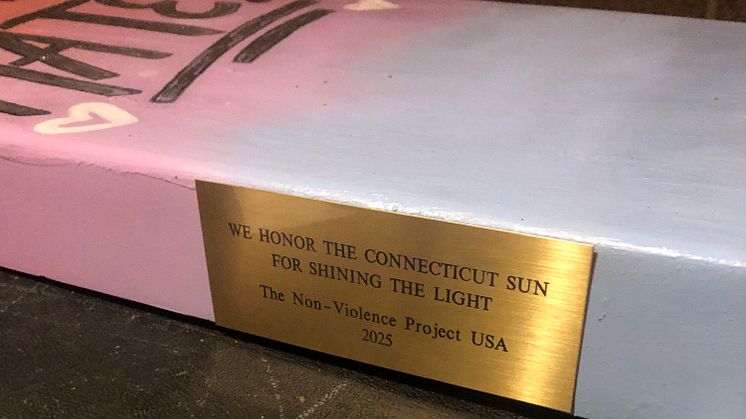 WE HONOR THE CONNECTICUT SUN
FOR SHINING THE LIGHT
The Non-Violence Project USA
2025